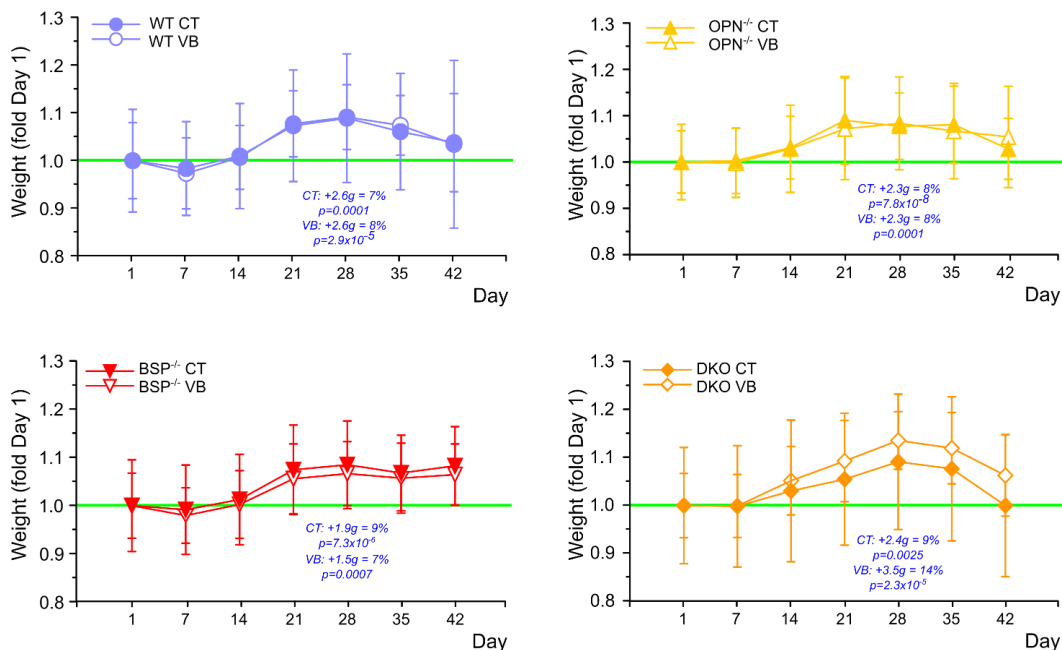 WT CT
WT VB
Weight (fold Day 1)
1.3
1.2
1.1
1.0
0.9
0.8
CT: +2.6g = 7%
p=0.0001
VB: +2.6g = 8%
p=2.9x10⁻⁵
1 7 14 21 28 35 42
Day
OPN⁻/⁻ CT
OPN⁻/⁻ VB
Weight (fold Day 1)
1.3
1.2
1.1
1.0
0.9
0.8
CT: +2.3g = 8%
p=7.8x10⁻⁸
VB: +2.3g = 8%
p=0.0001
1 7 14 21 28 35 42
Day
BSP⁻/⁻ CT
BSP⁻/⁻ VB
Weight (fold Day 1)
1.3
1.2
1.1
1.0
0.9
0.8
CT: +1.9g = 9%
p=7.3x10⁻⁶
VB: +1.5g = 7%
p=0.0007
1 7 14 21 28 35 42
Day
DKO CT
DKO VB
Weight (fold Day 1)
1.3
1.2
1.1
1.0
0.9
0.8
CT: +2.4g = 9%
p=0.0025
VB: +3.5g = 14%
p=2.3x10⁻⁵
1 7 14 21 28 35 42
Day